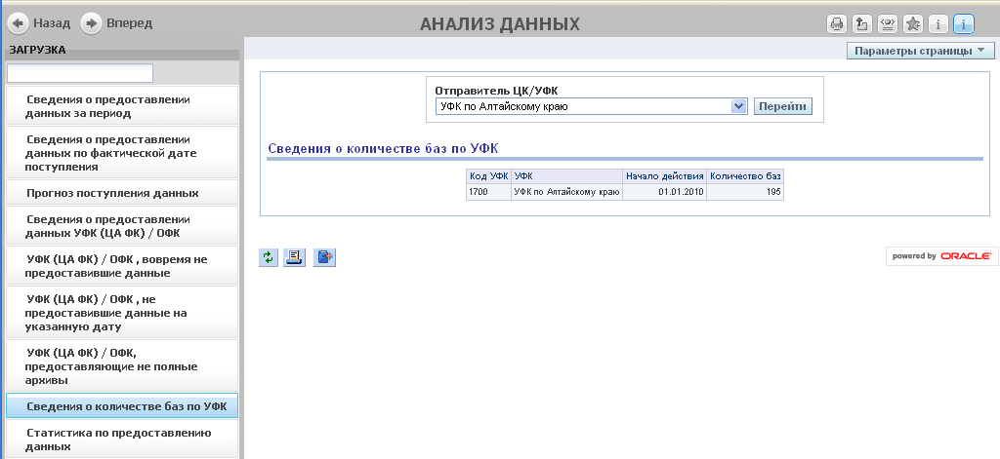 Назад Вперед
АНАЛИЗ ДАННЫХ
ЗАГРУЗКА
Параметры страницы
Сведения о предоставлении
данных за период
Сведения о предоставлении
данных по фактической дате
поступления
Прогноз поступления данных
Сведения о предоставлении
данных УФК (ЦА ФК) / ОФК
УФК (ЦА ФК) / ОФК , вовремя не
предоставившие данные
УФК (ЦА ФК) / ОФК , не
предоставившие данные на
указанную дату
УФК (ЦА ФК) / ОФК,
предоставляющие не полные
архивы
Сведения о количестве баз по УФК
Статистика по предоставлению
данных
Отправитель ЦК/УФК
УФК по Алтайскому краю Перейти
Сведения о количестве баз по УФК
Код УФК УФК Начало действия Количество баз
1700 УФК по Алтайскому краю 01.01.2010 195
powered by ORACLE